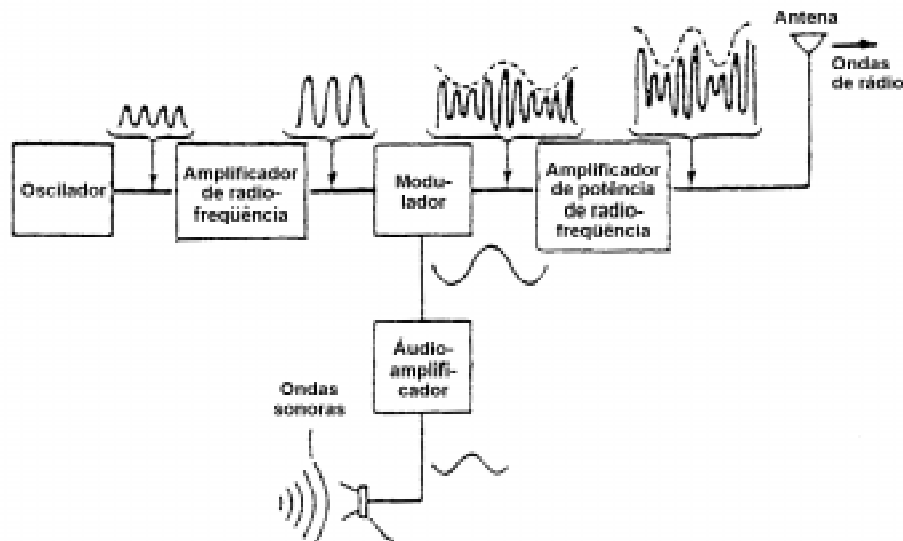 Antena
Ondas
de rádio
Oscilador
Amplificador
de radio-
freqüência
Modu-
lador
Amplificador
de potência
de radio-
freqüência
Áudio-
amplifi-
cador
Ondas
sonoras